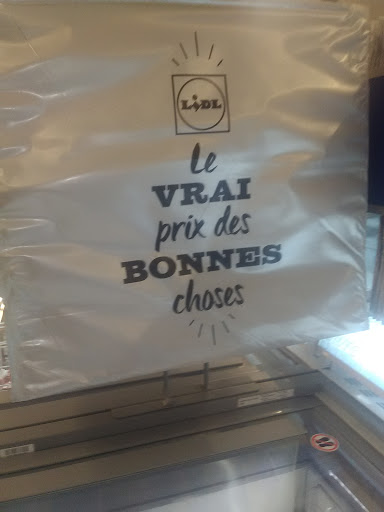 LiDL
Le
VRAI
prix des
BONNES
choses